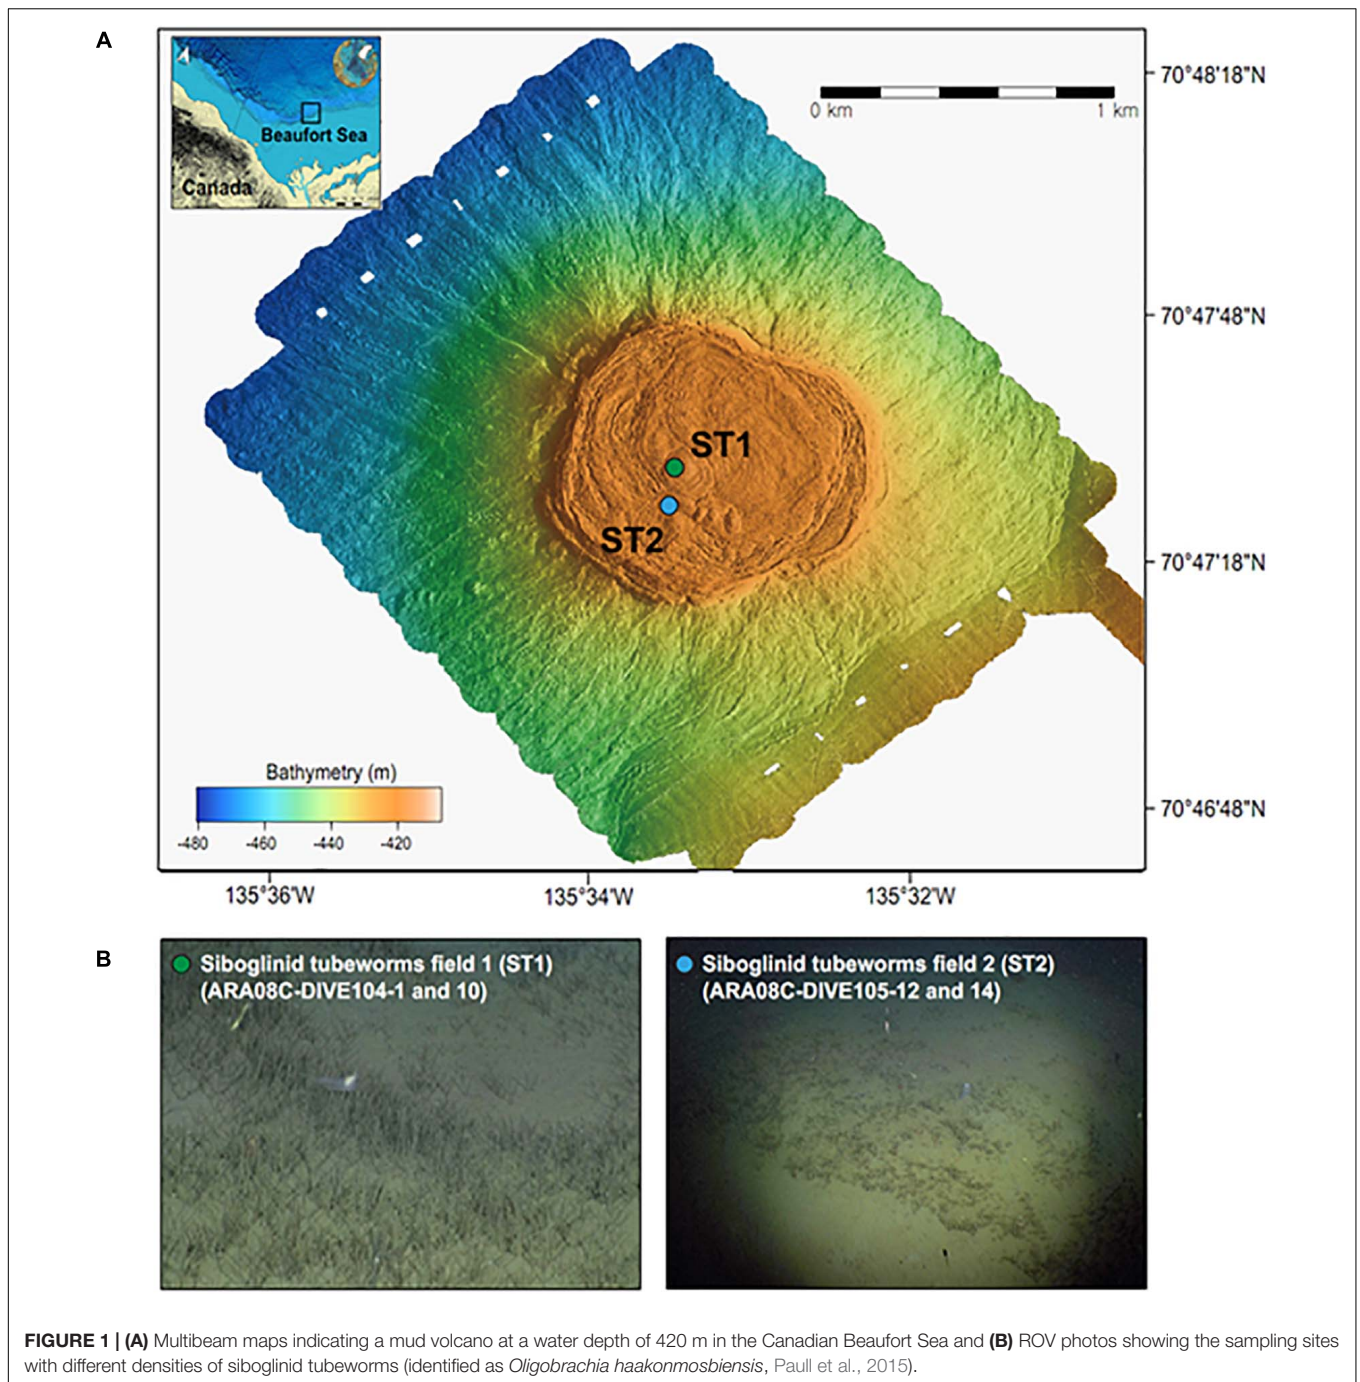 A
Beaufort Sea
Canada
0 km
1 km
70°48'18"N
70°47'48"N
70°47'18"N
70°46'48"N
ST1
ST2
Bathymetry (m)
-480
-460
-440
-420
135°36'W
135°34'W
135°32'W
B
Siboglinid tubeworms field 1 (ST1)
(ARA08C-DIVE104-1 and 10)
Siboglinid tubeworms field 2 (ST2)
(ARA08C-DIVE105-12 and 14)
FIGURE 1 | (A) Multibeam maps indicating a mud volcano at a water depth of 420 m in the Canadian Beaufort Sea and (B) ROV photos showing the sampling sites
with different densities of siboglinid tubeworms (identified as Oligobrachia haakonmosbiensis, Paull et al., 2015).